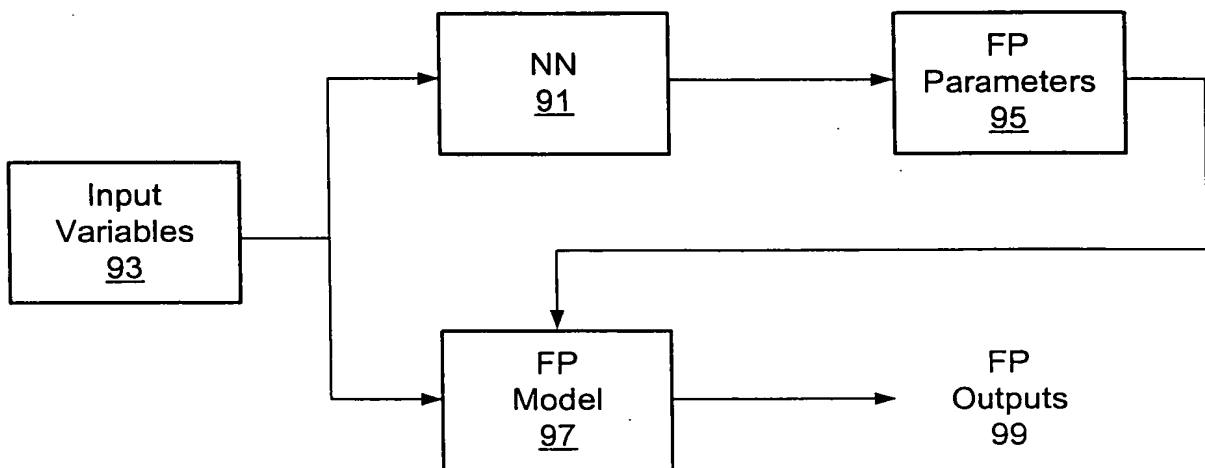 NN
91
FP
Parameters
95
Input
Variables
93
FP
Model
97
FP
Outputs
99